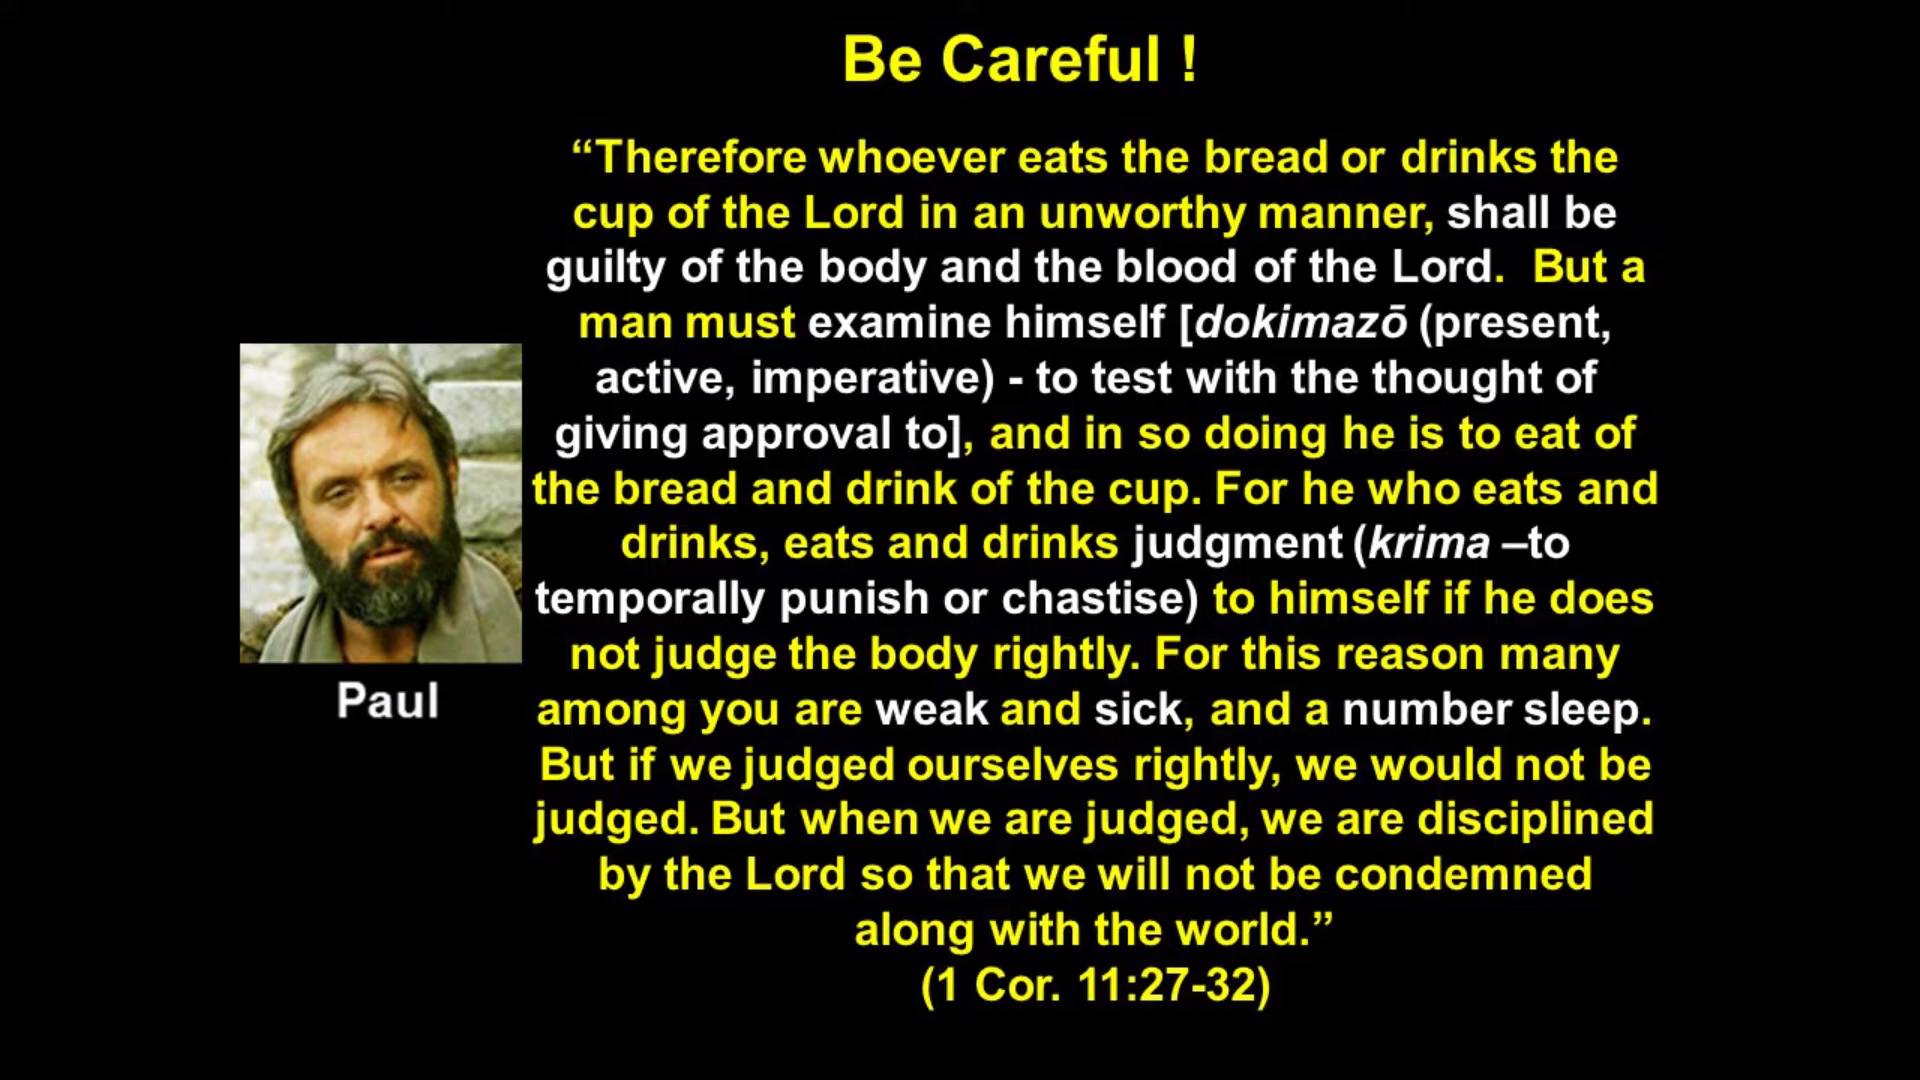 Be Careful !
“Therefore whoever eats the bread or drinks the
cup of the Lord in an unworthy manner, shall be
guilty of the body and the blood of the Lord.  But a
man must examine himself [dokimazō (present,
active, imperative) - to test with the thought of
giving approval to], and in so doing he is to eat of
the bread and drink of the cup. For he who eats and
drinks, eats and drinks judgment (krima –to
temporally punish or chastise) to himself if he does
not judge the body rightly. For this reason many
among you are weak and sick, and a number sleep.
But if we judged ourselves rightly, we would not be
judged. But when we are judged, we are disciplined
by the Lord so that we will not be condemned
along with the world.”
(1 Cor. 11:27-32)
Paul